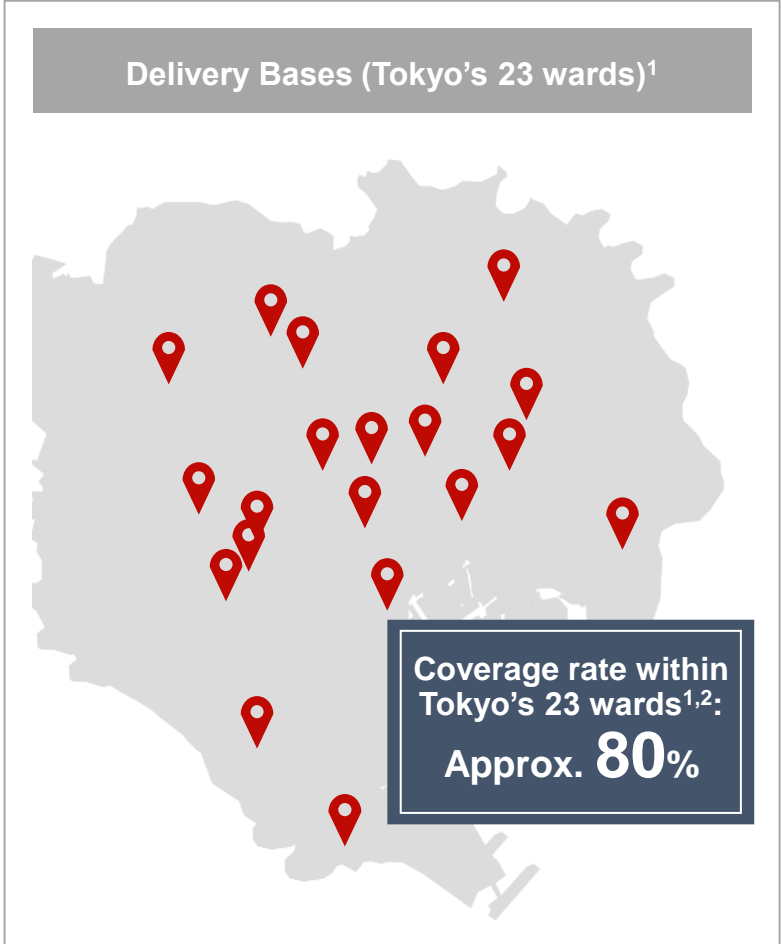 Delivery Bases (Tokyo's 23 wards)¹
Coverage rate within
Tokyo's 23 wards¹,²:
Approx. 80%